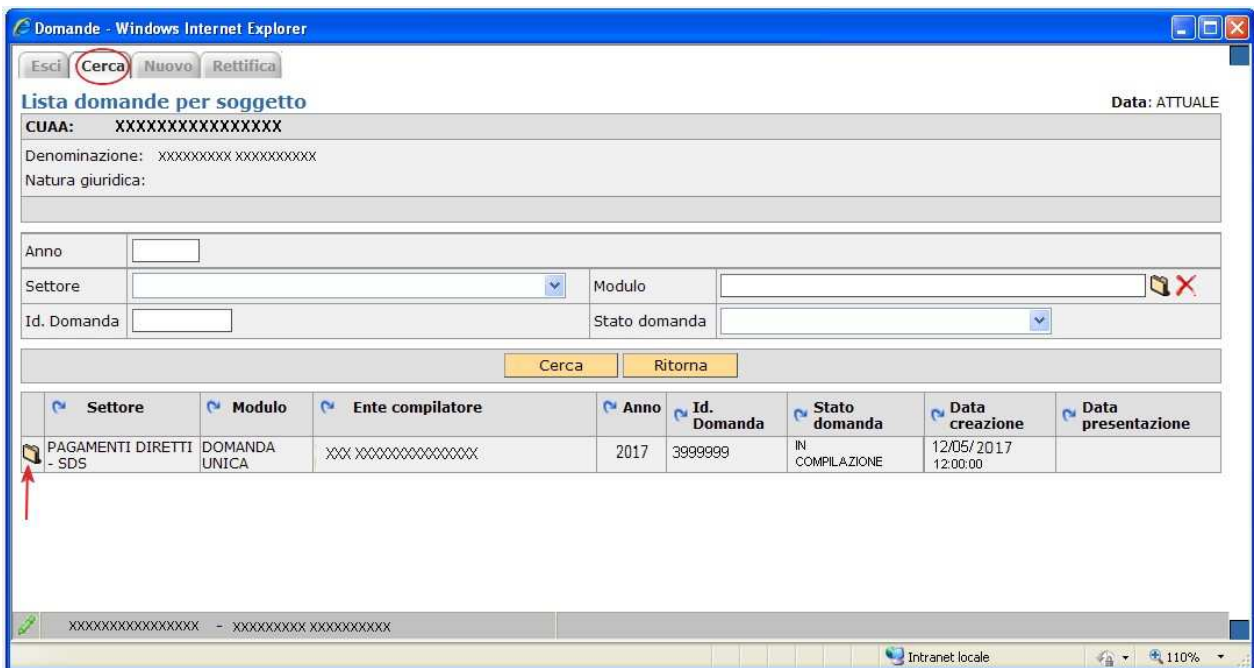 Domande - Windows Internet Explorer
Esci Cerca Nuovo Rettifica
Lista domande per soggetto Data: ATTUALE
CUAA: XXXXXXXXXXXXXXXX
Denominazione: XXXXXXXXX XXXXXXXXXX
Natura giuridica:
Anno
Settore Modulo
Id. Domanda Stato domanda
Cerca Ritorna
Settore Modulo Ente compilatore Anno Id. Domanda Stato domanda Data creazione Data presentazione
PAGAMENTI DIRETTI DOMANDA XXX XXXXXXXXXXXXXXX 2017 3999999 IN 12/05/2017
- SDS UNICA COMPILAZIONE 12:00:00
XXXXXXXXXXXXXXXX - XXXXXXXXX XXXXXXXXXX
Intranet locale 110%